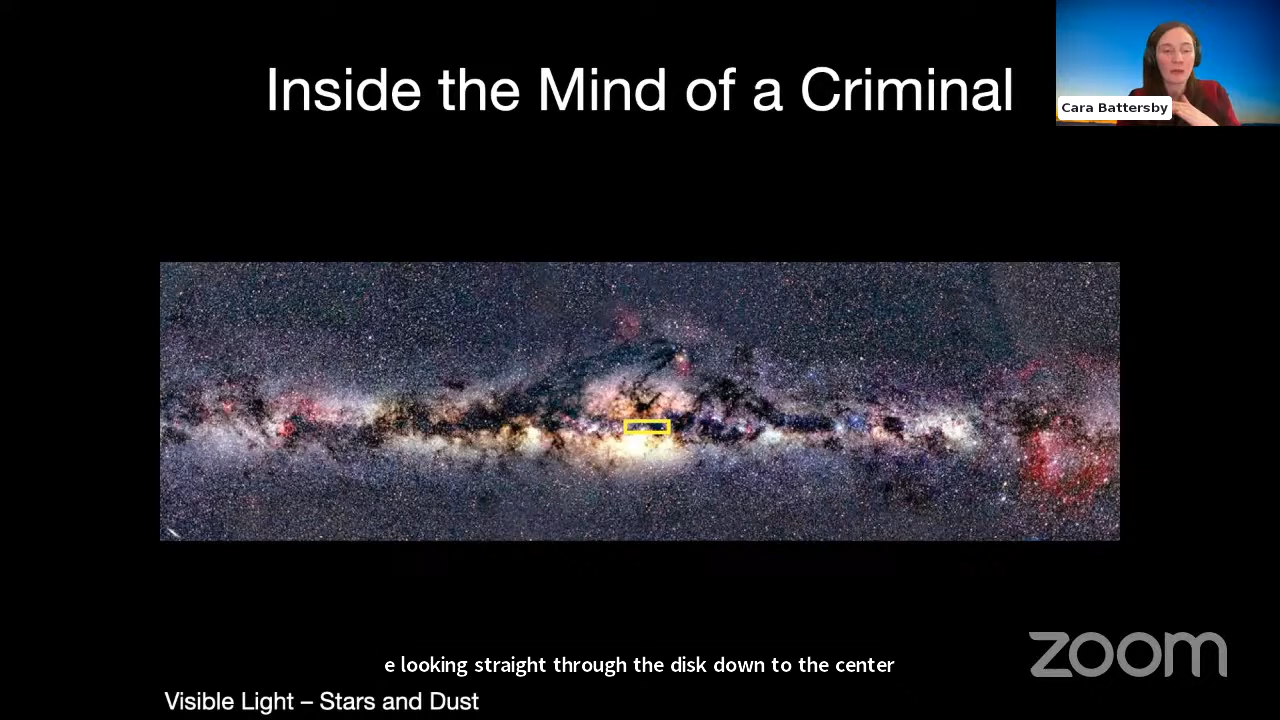 Inside the Mind of a Criminal
Cara Battersby
e looking straight through the disk down to the center
zoom
Visible Light – Stars and Dust